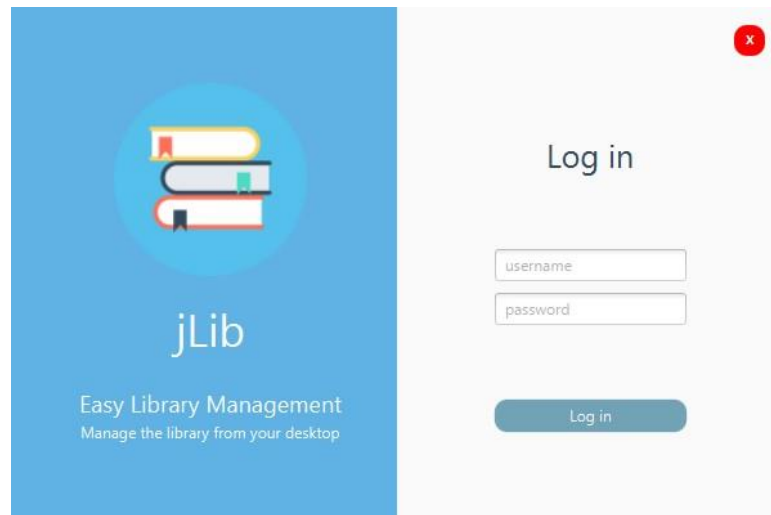 jLib
Easy Library Management
Manage the library from your desktop
x
Log in
username
password
Log in